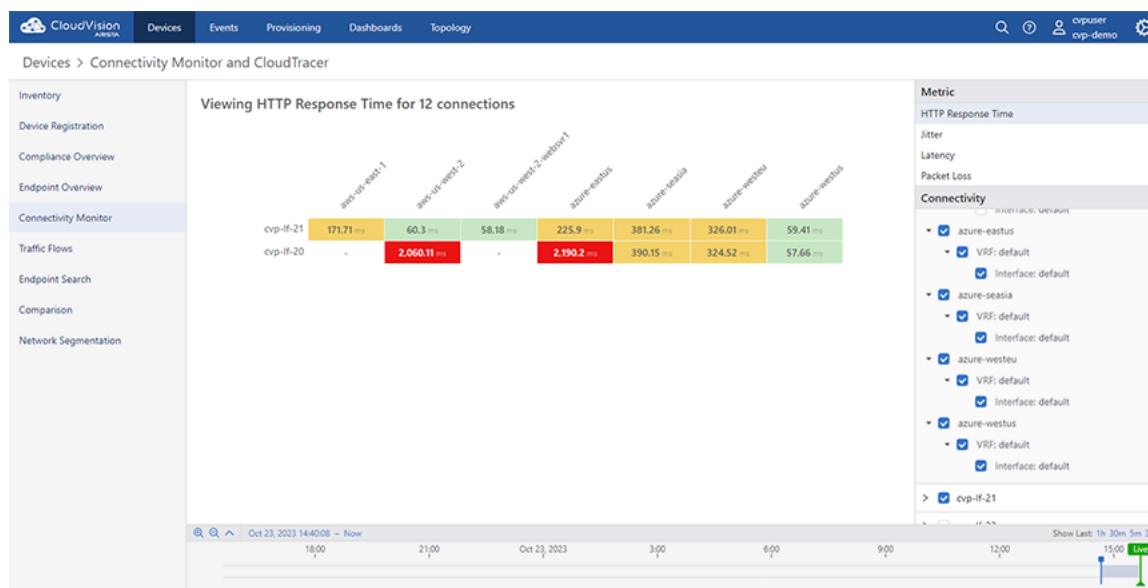 CloudVision
ARISTA
Devices Events Provisioning Dashboards Topology
cvpuser
cvp-demo
Devices > Connectivity Monitor and CloudTracer
Inventory
Device Registration
Compliance Overview
Endpoint Overview
Connectivity Monitor
Traffic Flows
Endpoint Search
Comparison
Network Segmentation
Viewing HTTP Response Time for 12 connections
aws-us-east-1 aws-us-west-2 aws-us-west-2-websvr1 azure-eastus azure-seasia azure-westeu azure-westus
cvp-lf-21 171.71 ms 60.3 ms 58.18 ms 225.9 ms 381.26 ms 326.01 ms 59.41 ms
cvp-lf-20 - 2,060.11 ms - 2,190.2 ms 390.15 ms 324.52 ms 57.66 ms
Metric
HTTP Response Time
Jitter
Latency
Packet Loss
Connectivity
Interface: default
azure-eastus
VRF: default
Interface: default
azure-seasia
VRF: default
Interface: default
azure-westeu
VRF: default
Interface: default
azure-westus
VRF: default
Interface: default
cvp-lf-21
Oct 23, 2023 14:40:08 – Now
Show Last: 1h 30m 5m
18:00 21:00 Oct 23, 2023 3:00 6:00 9:00 12:00 15:00 Live